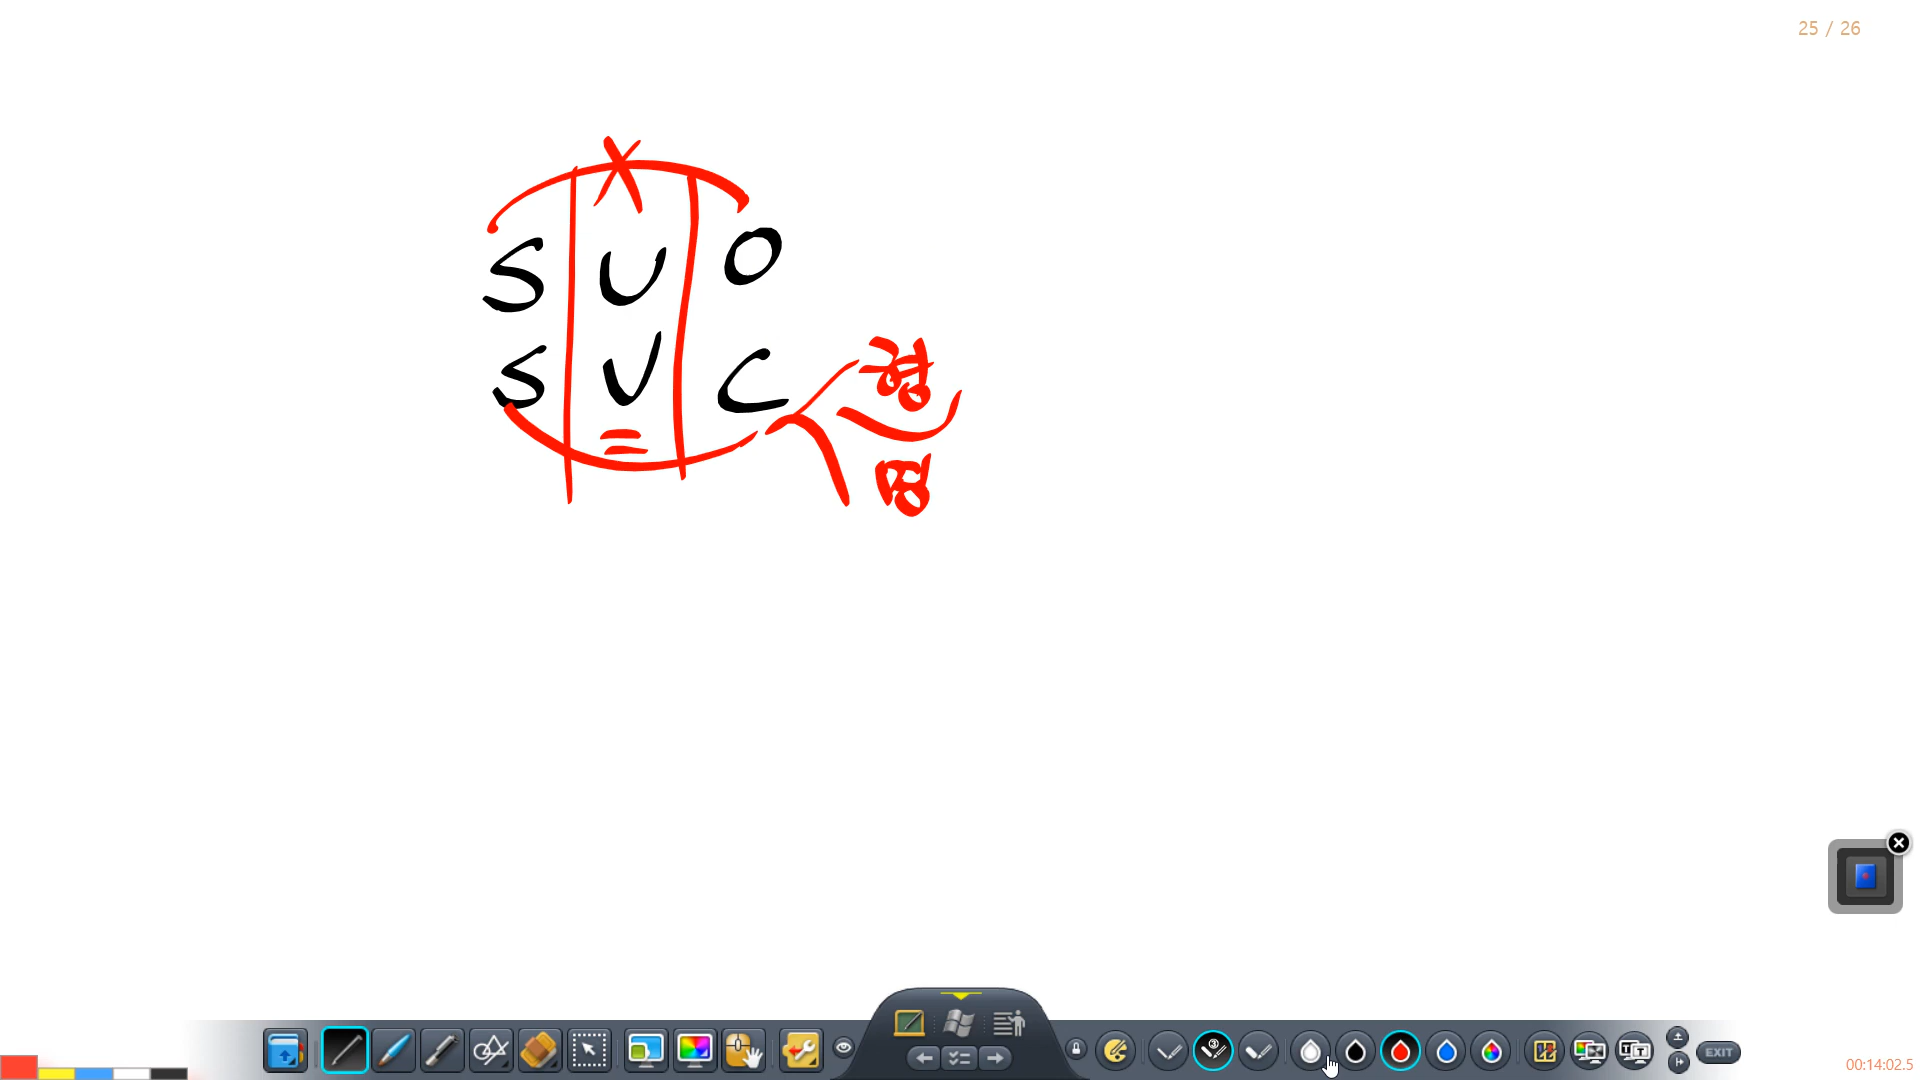 25 / 26
S V O
S V C
형
명
EXIT
00:14:02.5